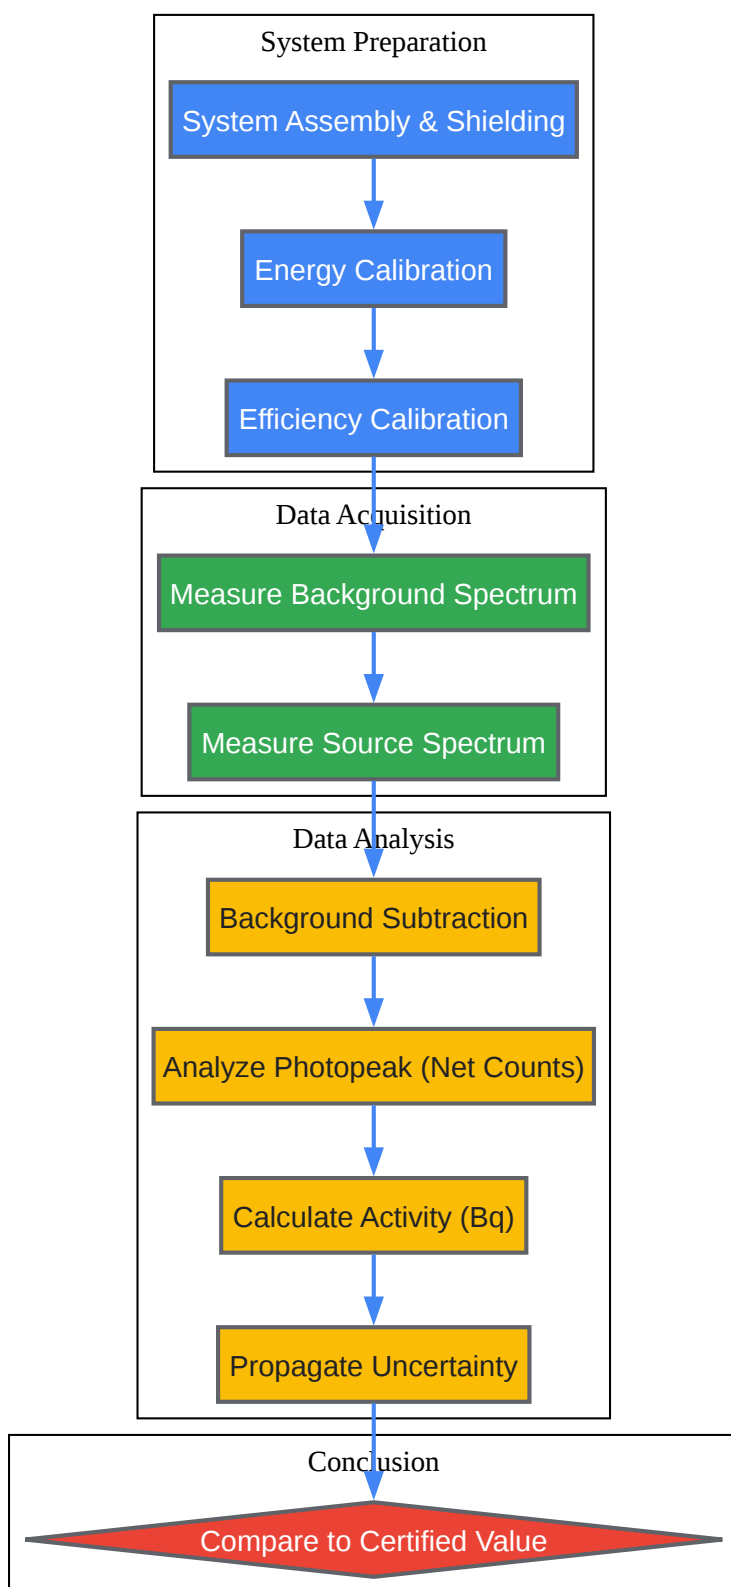 System Preparation
System Assembly & Shielding
Energy Calibration
Efficiency Calibration
Data Acquisition
Measure Background Spectrum
Measure Source Spectrum
Data Analysis
Background Subtraction
Analyze Photopeak (Net Counts)
Calculate Activity (Bq)
Propagate Uncertainty
Conclusion
Compare to Certified Value